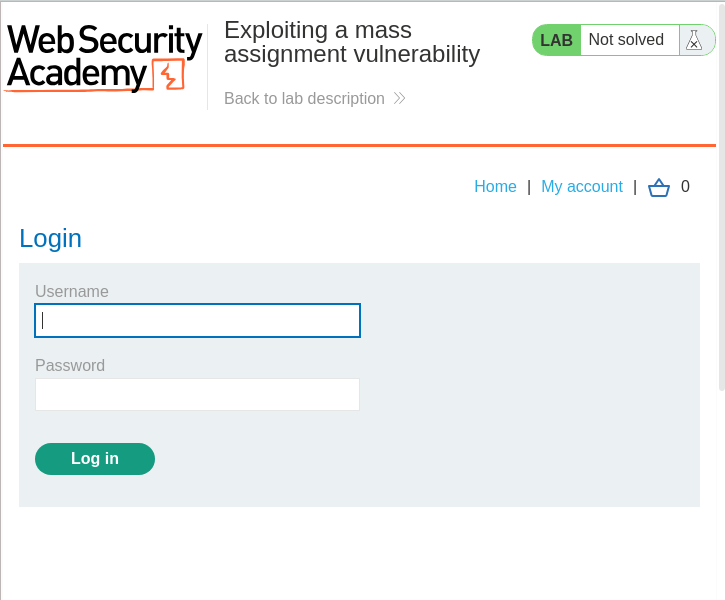 Web Security
Academy
Exploiting a mass
assignment vulnerability
LAB
Not solved
Back to lab description
Home | My account | 0
Login
Username
Password
Log in